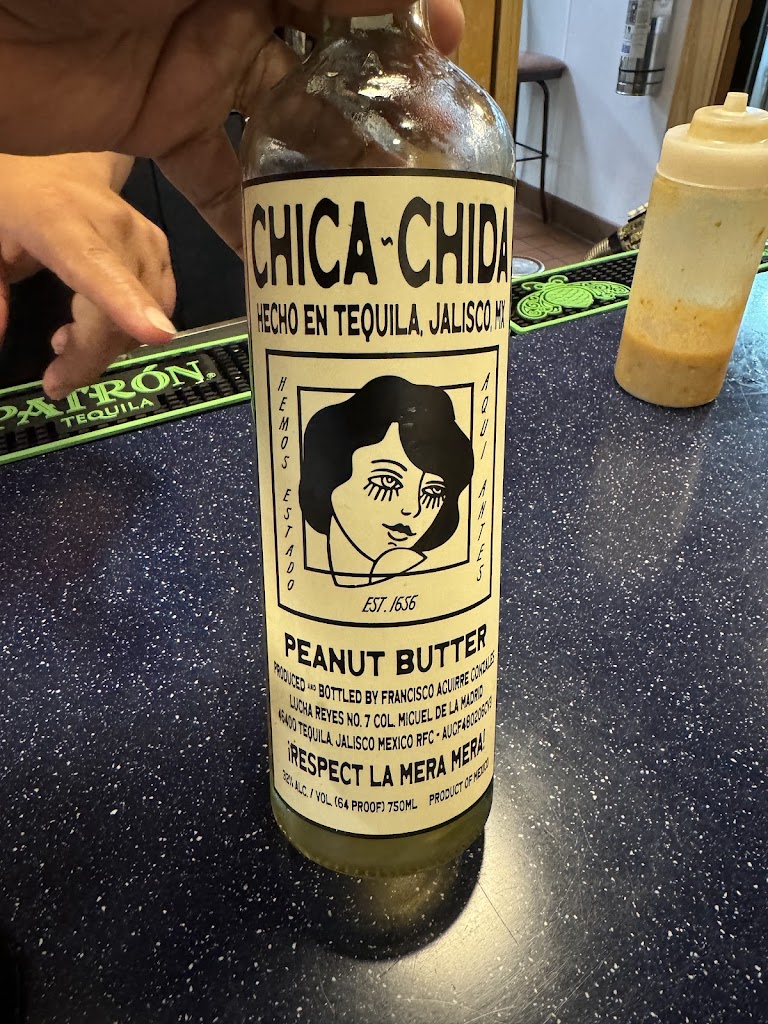 CHICA ~ CHIDA
HECHO EN TEQUILA, JALISCO, MX
HEMOS ESTADO
AQUI ANTES
EST. 1656
PEANUT BUTTER
PRODUCED AND BOTTLED BY FRANCISCO AGUIRRE GONZALES
LUCHA REYES NO. 7 COL. MIGUEL DE LA MADRID
46400 TEQUILA, JALISCO MEXICO RFC -
¡RESPECT LA MERA MERA!
32% ALC. / VOL. (64 PROOF) 750ML PRODUCT OF MEXICO
PATRÓN
TEQUILA